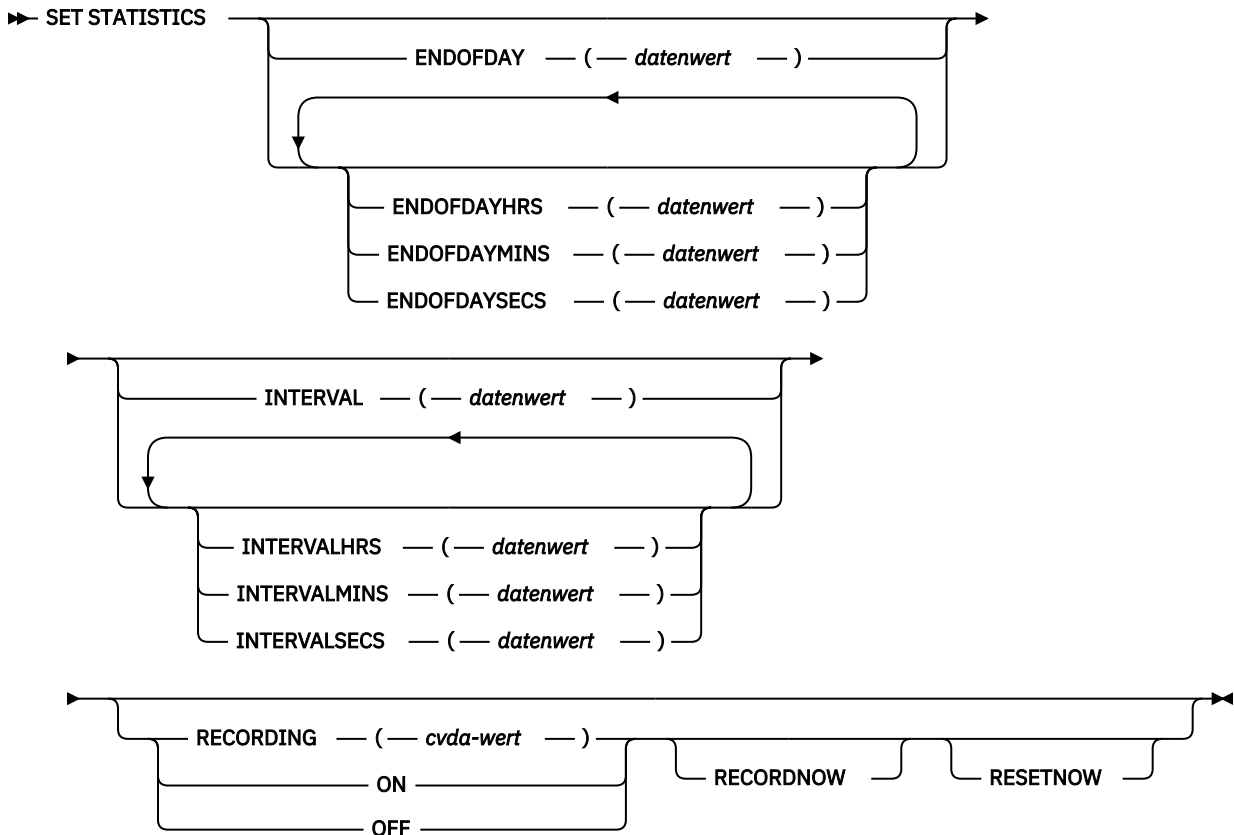 SET STATISTICS
ENDOFDAY ( datenwert )
ENDOFDAYHRS ( datenwert )
ENDOFDAYMINS ( datenwert )
ENDOFDAYSECS ( datenwert )
INTERVAL ( datenwert )
INTERVALHRS ( datenwert )
INTERVALMINS ( datenwert )
INTERVALSECS ( datenwert )
RECORDING ( cvda-wert )
ON
OFF
RECORDNOW
RESETNOW